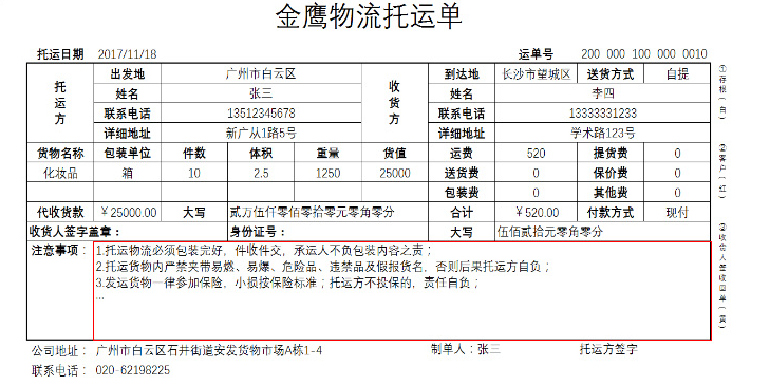 金鹰物流托运单
托运日期 2017/11/18 运单号 200 000 100 000 0010
托运方 出发地 广州市白云区 收货方 到达地 长沙市望城区 送货方式 自提
姓名 张三 姓名 李四
联系电话 13512345678 联系电话 13333331233
详细地址 新广从1路5号 详细地址 学术路123号
货物名称 包装单位 件数 体积 重量 货值 运费 520 提货费 0
化妆品 箱 10 2.5 1250 25000 送货费 0 保价费 0
包装费 0 其他费 0
代收货款 ￥25000.00 大写 贰万伍仟零佰零拾零元零角零分 合计 ￥520.00 付款方式 现付
收货人签字盖章： 身份证号： 大写 伍佰贰拾元零角零分
注意事项： 1.托运物流必须包装完好，件收件交，承运人不负包装内容之责；
2.托运货物内严禁夹带易燃、易爆、危险品、违禁品及假报货名，否则后果托运方自负；
3.发运货物一律参加保险，小损按保险标准；托运方不投保的，责任自负；
...
公司地址： 广州市白云区石井街道安发货物市场A栋1-4 制单人：张三 托运方签字
联系电话： 020-62198225
①存根（白）
②客户（红）
③收货人签收回单（黄）